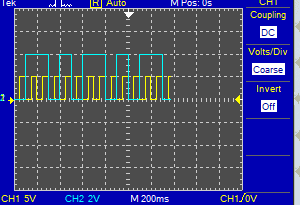 Tek R Auto M Pos: 0s CH1
Coupling
DC
Volts/Div
Coarse
Invert
Off
CH1 5V CH2 2V M 200ms CH1/0V